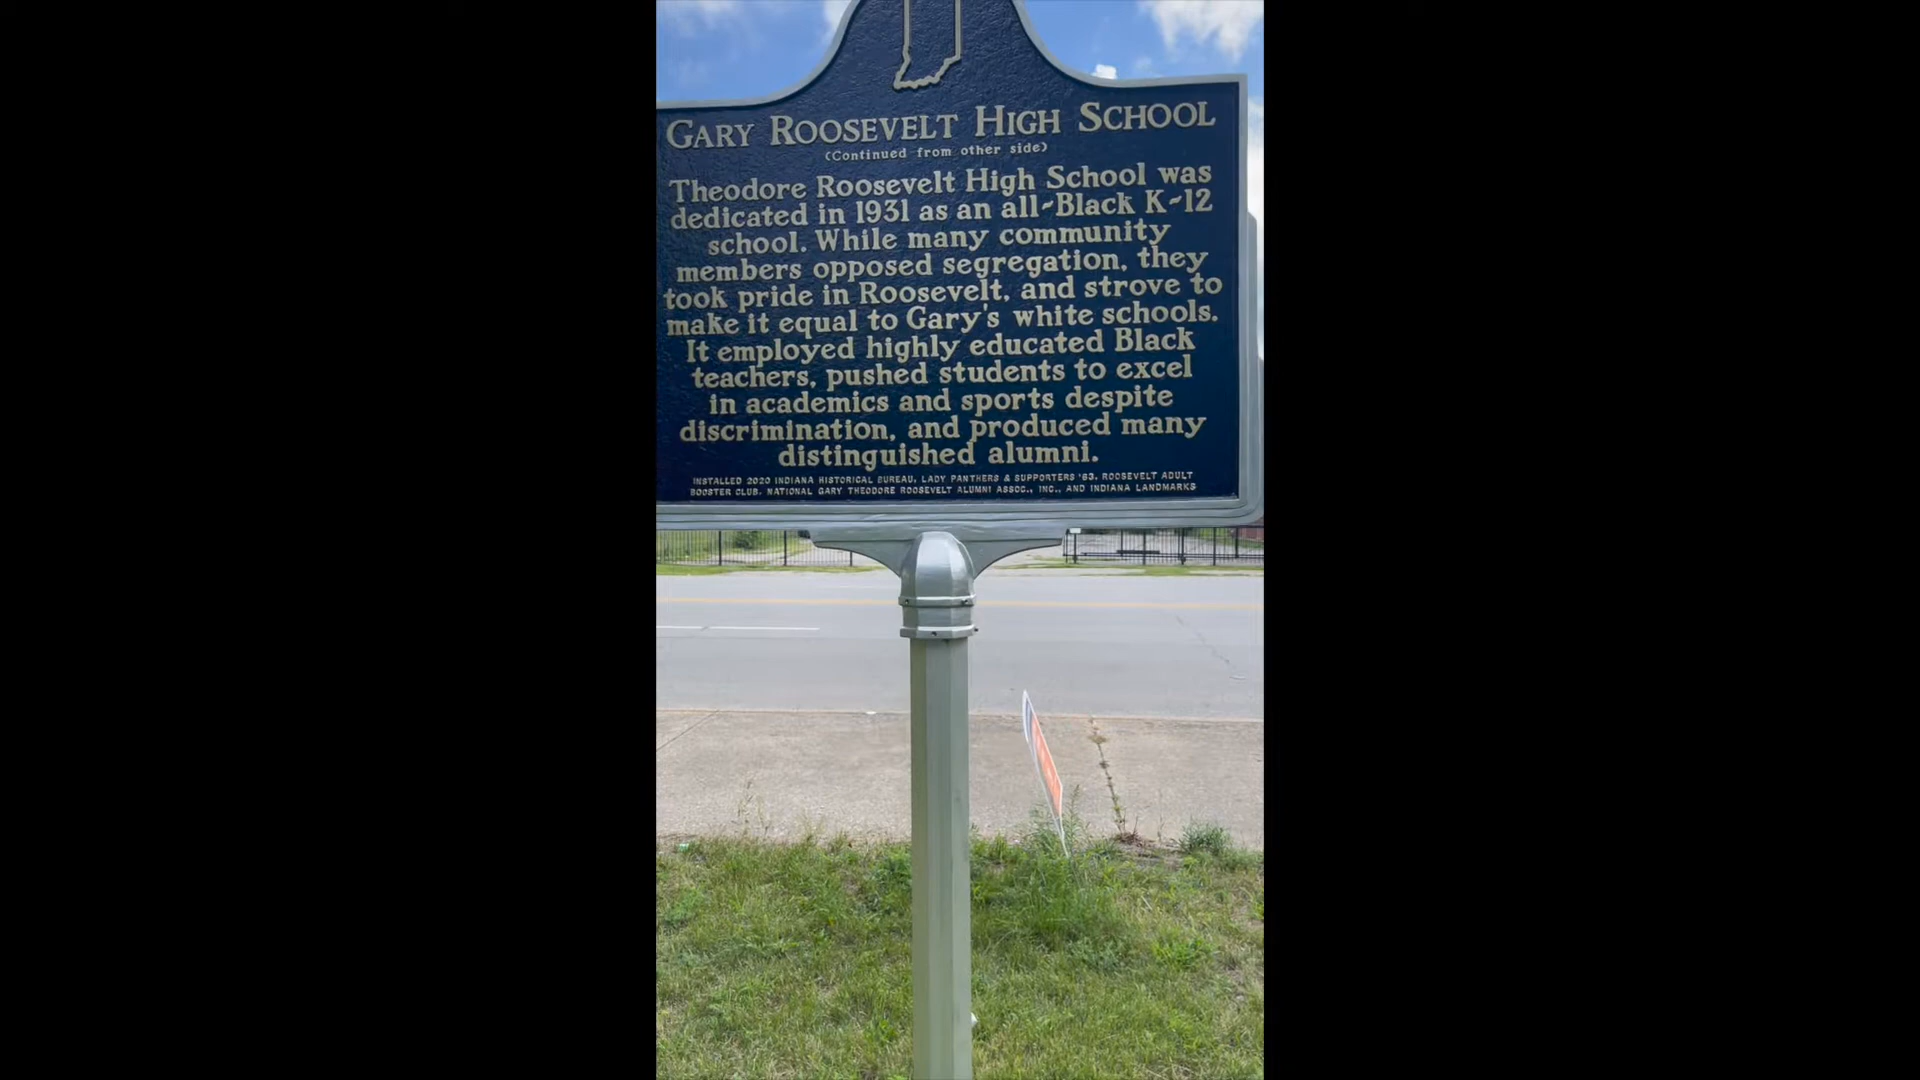 GARY ROOSEVELT HIGH SCHOOL
(Continued from other side)
Theodore Roosevelt High School was
dedicated in 1931 as an all-Black K-12
school. While many community
members opposed segregation, they
took pride in Roosevelt, and strove to
make it equal to Gary's white schools.
It employed highly educated Black
teachers, pushed students to excel
in academics and sports despite
discrimination, and produced many
distinguished alumni.
INSTALLED 2020 INDIANA HISTORICAL BUREAU, LADY PANTHERS & SUPPORTERS '83, ROOSEVELT ADULT
BOOSTER CLUB, NATIONAL GARY THEODORE ROOSEVELT ALUMNI ASSOC., INC., AND INDIANA LANDMARKS